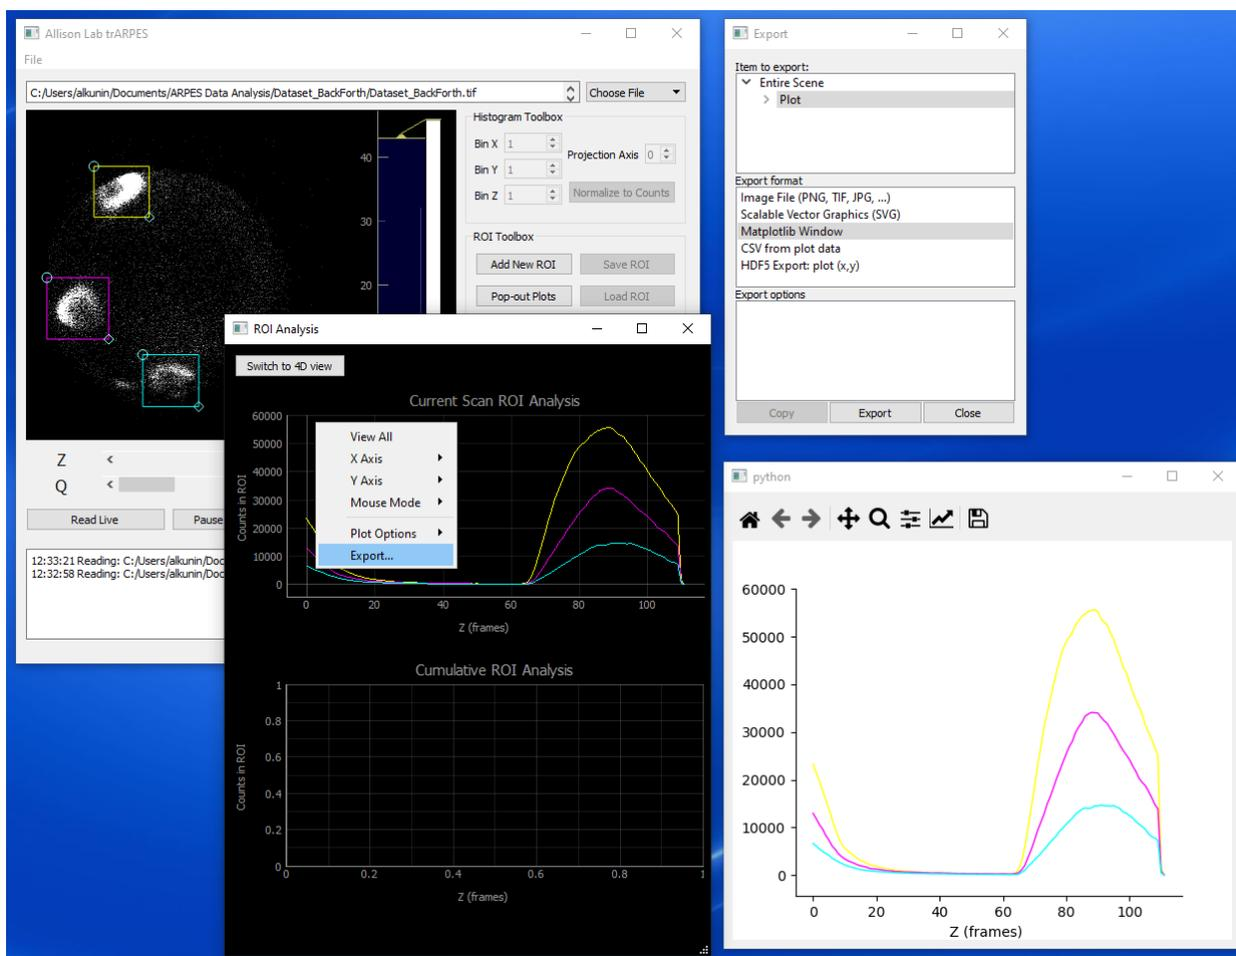 Allison Lab trARPES
File
C:/Users/alkunin/Documents/ARPES Data Analysis/Dataset_BackForth/Dataset_BackForth.tif
Choose File
Histogram Toolbox
Bin X 1
Bin Y 1
Bin Z 1
Projection Axis 0
Normalize to Counts
40
30
20
ROI Toolbox
Add New ROI
Save ROI
Pop-out Plots
Load ROI
Z <
Q <
Read Live
Pause
12:33:21 Reading: C:/Users/alkunin/Doc
12:32:58 Reading: C:/Users/alkunin/Doc
ROI Analysis
Switch to 4D view
Current Scan ROI Analysis
60000
50000
40000
30000
20000
10000
0
Counts in ROI
0 20 40 60 80 100
Z (frames)
View All
X Axis
Y Axis
Mouse Mode
Plot Options
Export...
Cumulative ROI Analysis
1
0.8
0.6
0.4
0.2
0
Counts in ROI
0 0.2 0.4 0.6 0.8 1
Z (frames)
Export
Item to export:
Entire Scene
Plot
Export format
Image File (PNG, TIF, JPG, ...)
Scalable Vector Graphics (SVG)
Matplotlib Window
CSV from plot data
HDF5 Export: plot (x,y)
Export options
Copy
Export
Close
python
60000
50000
40000
30000
20000
10000
0
0 20 40 60 80 100
Z (frames)